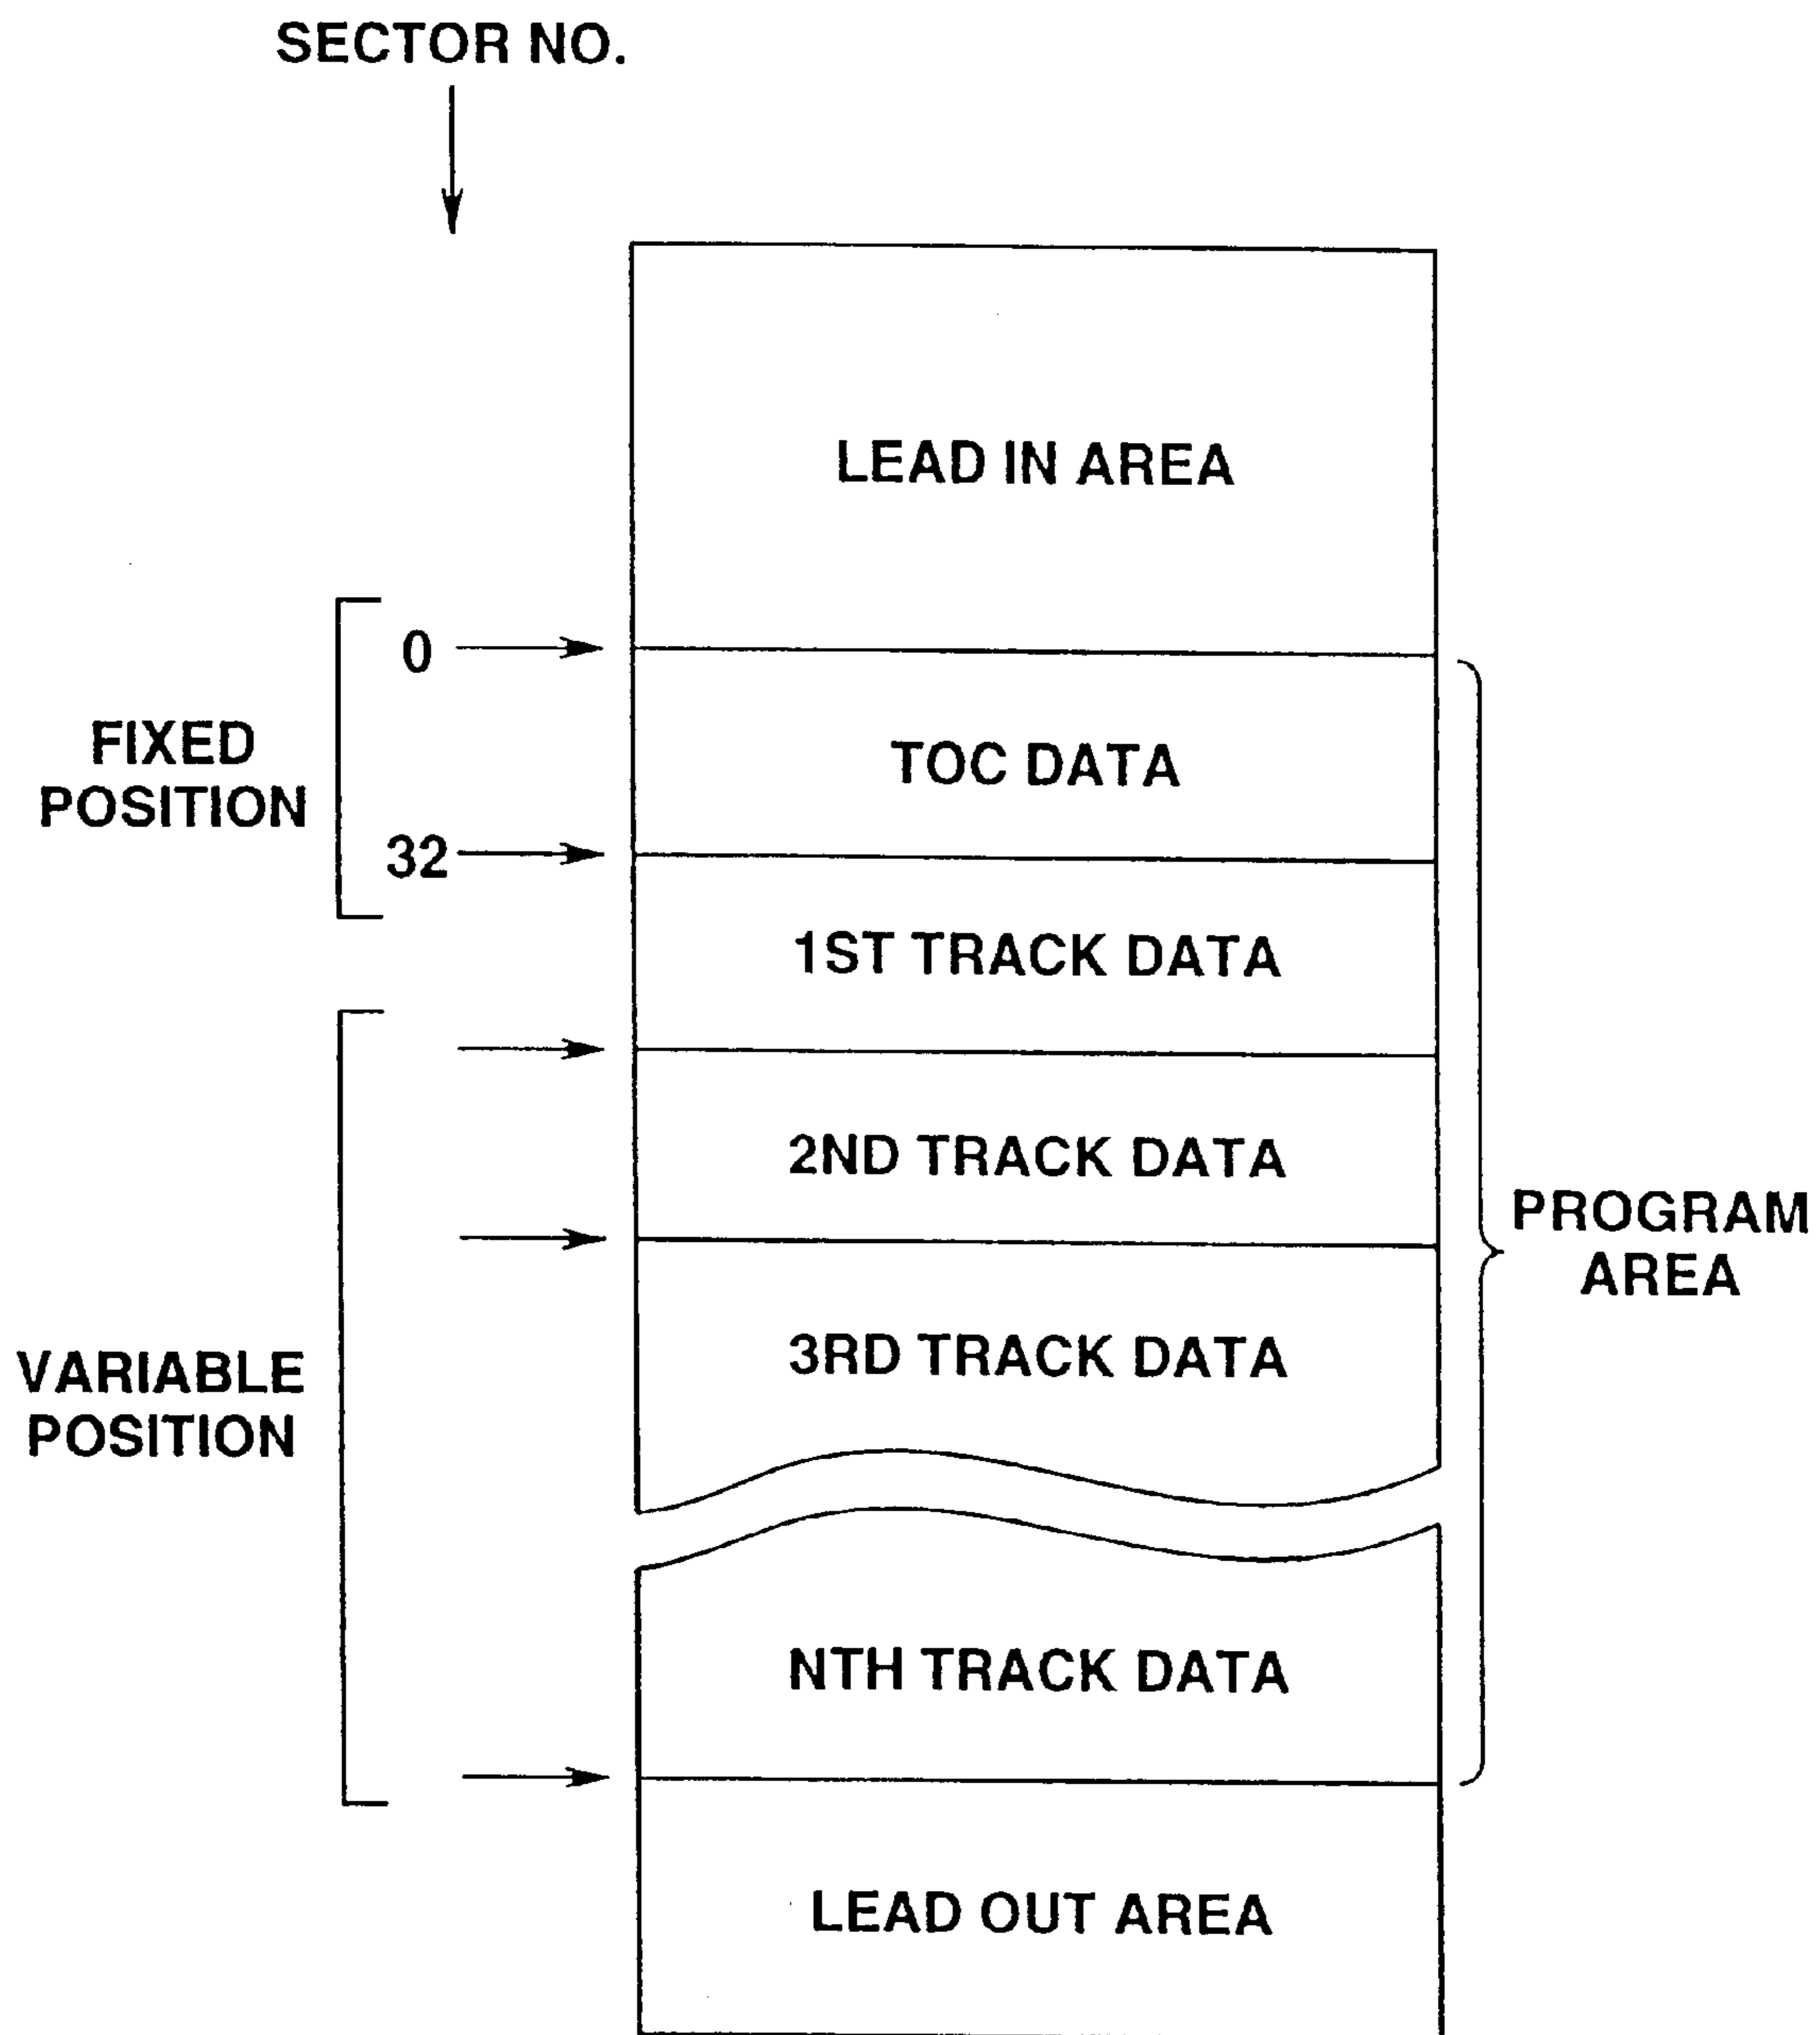 SECTOR NO.
LEAD IN AREA
0
FIXED
POSITION
TOC DATA
32
1ST TRACK DATA
2ND TRACK DATA
PROGRAM
AREA
3RD TRACK DATA
VARIABLE
POSITION
NTH TRACK DATA
LEAD OUT AREA